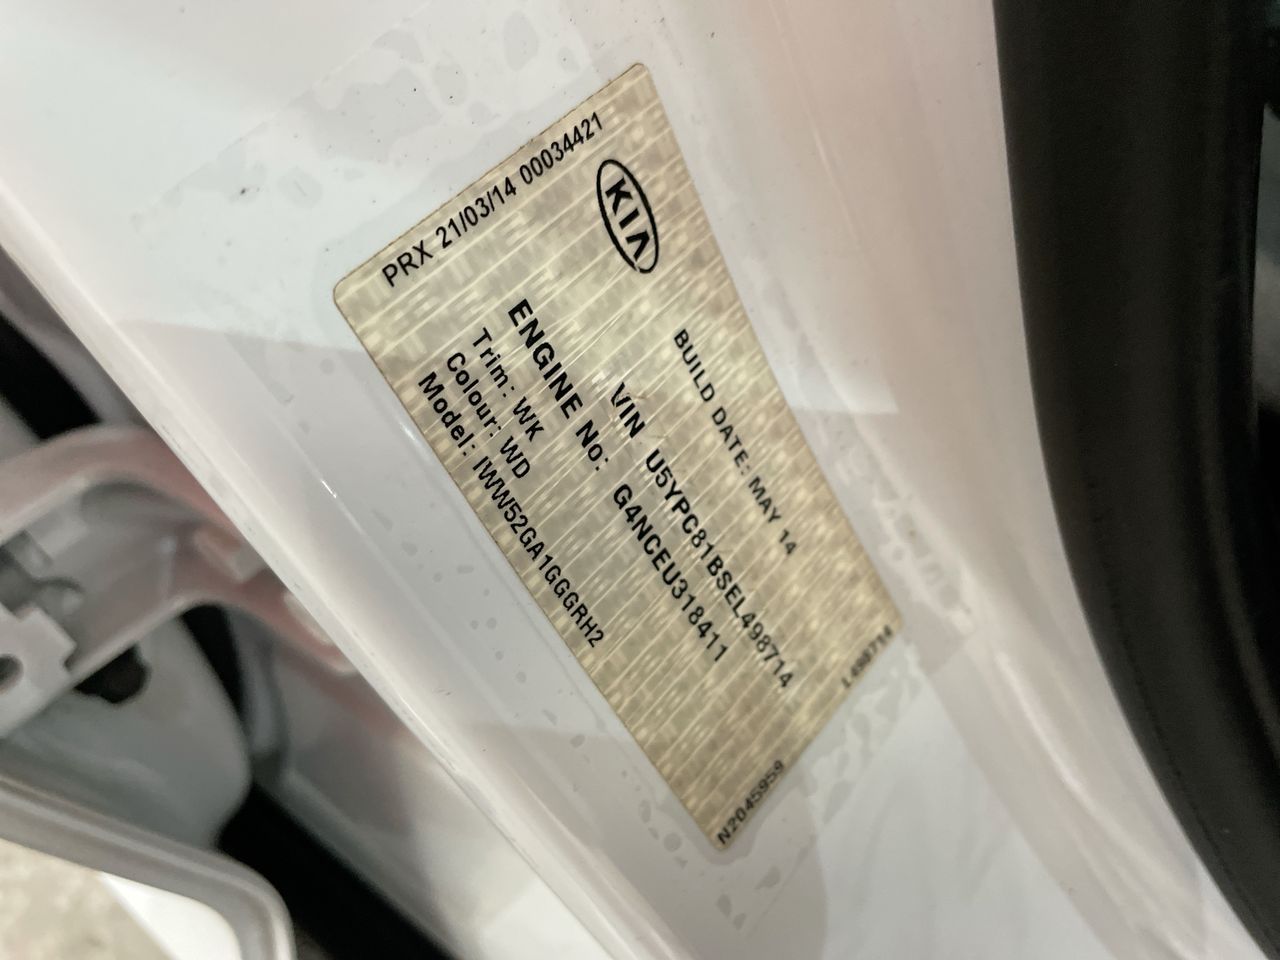 PRX 21/03/14 00034421
KIA
BUILD DATE: MAY 14
VIN U5YPC81BSEL498714
ENGINE No: G4NCEU318411
Trim: WK
Colour: WD
Model: IWW52GA1GGGRH2
L498714
N2045959